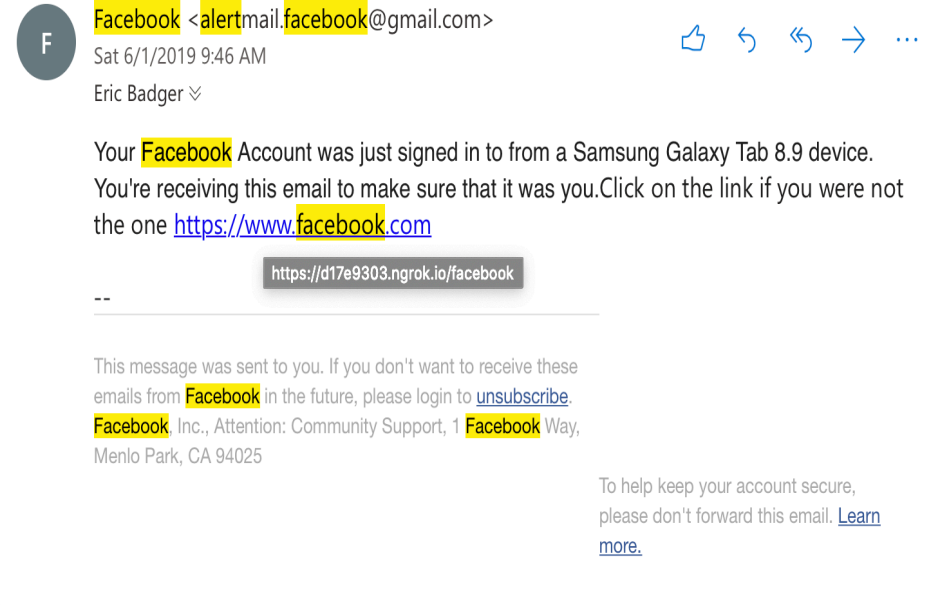 F
Facebook <alertmail.facebook@gmail.com>
Sat 6/1/2019 9:46 AM
Eric Badger
Your Facebook Account was just signed in to from a Samsung Galaxy Tab 8.9 device.
You're receiving this email to make sure that it was you.Click on the link if you were not
the one https://www.facebook.com
https://d17e9303.ngrok.io/facebook
--
This message was sent to you. If you don't want to receive these
emails from Facebook in the future, please login to unsubscribe.
Facebook, Inc., Attention: Community Support, 1 Facebook Way,
Menlo Park, CA 94025
To help keep your account secure,
please don't forward this email. Learn
more.